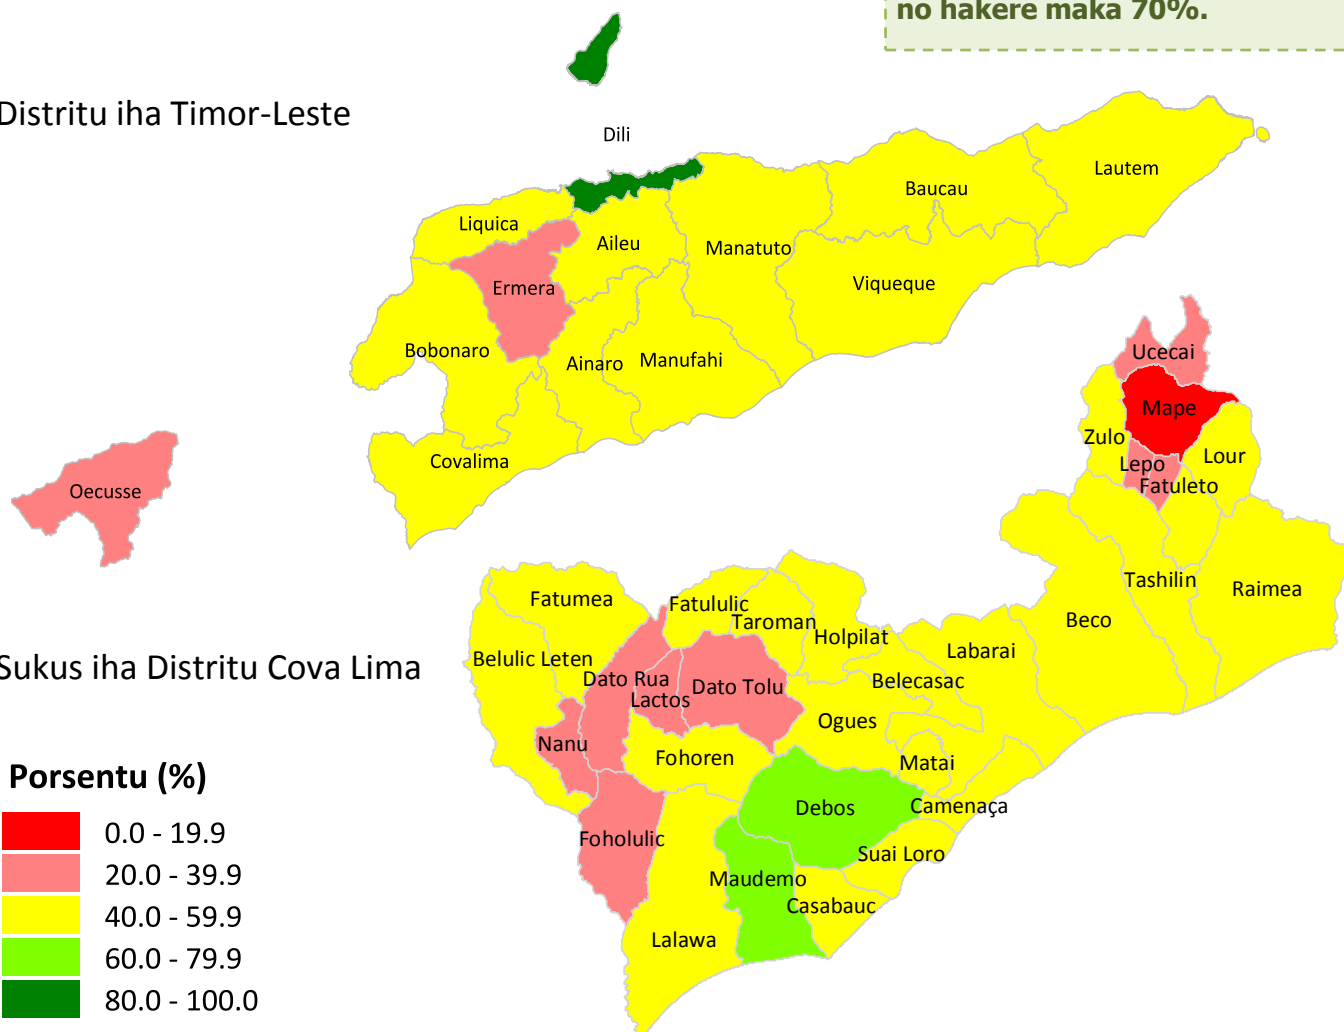 no hakere maka 70%.
Distritu iha Timor-Leste
Dili
Lautem
Baucau
Liquica
Aileu
Manatuto
Viqueque
Ermera
Bobonaro
Ainaro
Manufahi
Covalima
Oecusse
Ucecai
Mape
Zulo
Lepo
Lour
Fatuleto
Tashilin
Raimea
Beco
Sukus iha Distritu Cova Lima
Fatumea
Fatululic
Taroman
Holpilat
Labarai
Belulic Leten
Dato Rua
Lactos
Dato Tolu
Belecasac
Ogues
Nanu
Fohoren
Matai
Debos
Camenaça
Foholulic
Suai Loro
Maudemo
Casabauc
Lalawa
Porsentu (%)
0.0 - 19.9
20.0 - 39.9
40.0 - 59.9
60.0 - 79.9
80.0 - 100.0